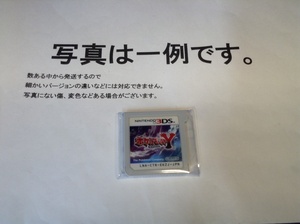 写真は一例です。
数ある中から発送するので
細かいバージョンの違いなどには対応できません。
写真にない傷、変色などある場合がございます。
NINTENDO 3DS
Y